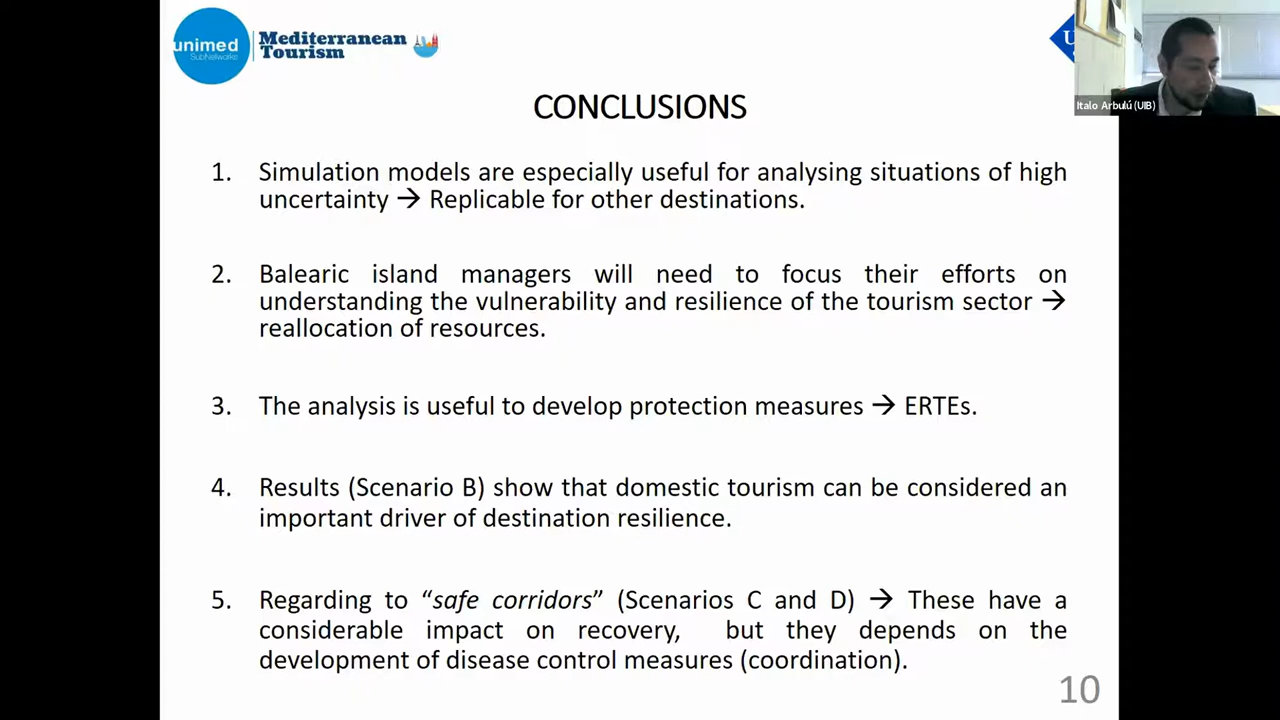 unimed
SubNetworks
Mediterranean
Tourism
U
Italo Arbulú (UIB)
CONCLUSIONS
1. Simulation models are especially useful for analysing situations of high
uncertainty → Replicable for other destinations.
2. Balearic island managers will need to focus their efforts on
understanding the vulnerability and resilience of the tourism sector →
reallocation of resources.
3. The analysis is useful to develop protection measures → ERTEs.
4. Results (Scenario B) show that domestic tourism can be considered an
important driver of destination resilience.
5. Regarding to “safe corridors” (Scenarios C and D) → These have a
considerable impact on recovery, but they depends on the
development of disease control measures (coordination).
10